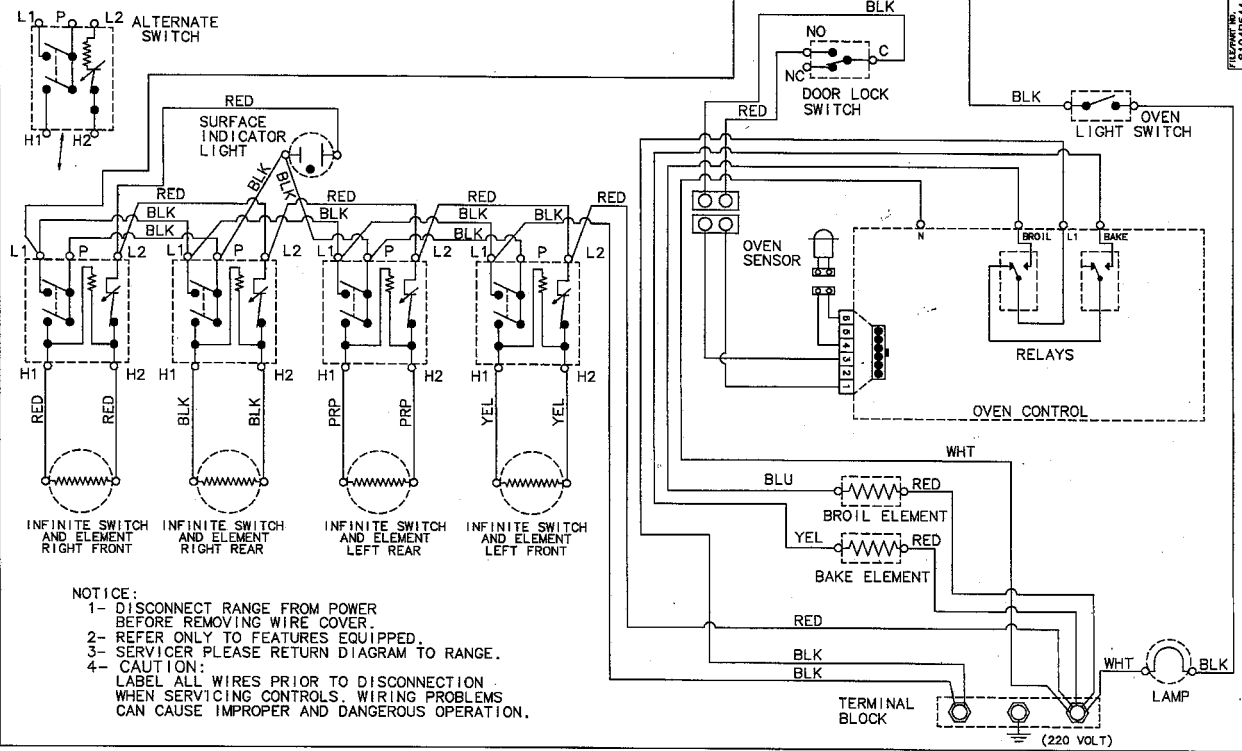 L1 P L2 ALTERNATE
SWITCH
H1 H2
BLK
NO
C
NC
DOOR LOCK
SWITCH
BLK
OVEN
LIGHT SWITCH
FILE/PART NO.
RED
SURFACE
INDICATOR
LIGHT
RED
BLK
BLK
RED
BLK
BLK
RED
BLK
RED
BLK
BLK
RED
BLK
L1 P L2
L1 P L2
L1 P L2
L1 P L2
OVEN
SENSOR
N
BROIL
L1
BAKE
RELAYS
6
5
4
3
2
1
OVEN CONTROL
H1 H2
H1 H2
H1 H2
H1 H2
RED
RED
BLK
BLK
PRP
PRP
YEL
YEL
INFINITE SWITCH
AND ELEMENT
RIGHT FRONT
INFINITE SWITCH
AND ELEMENT
RIGHT REAR
INFINITE SWITCH
AND ELEMENT
LEFT REAR
INFINITE SWITCH
AND ELEMENT
LEFT FRONT
WHT
BLU
RED
BROIL ELEMENT
YEL
RED
BAKE ELEMENT
RED
BLK
BLK
WHT
BLK
LAMP
TERMINAL
BLOCK
(220 VOLT)
NOTICE:
1- DISCONNECT RANGE FROM POWER
BEFORE REMOVING WIRE COVER.
2- REFER ONLY TO FEATURES EQUIPPED.
3- SERVICER PLEASE RETURN DIAGRAM TO RANGE.
4- CAUTION:
LABEL ALL WIRES PRIOR TO DISCONNECTION
WHEN SERVICING CONTROLS. WIRING PROBLEMS
CAN CAUSE IMPROPER AND DANGEROUS OPERATION.